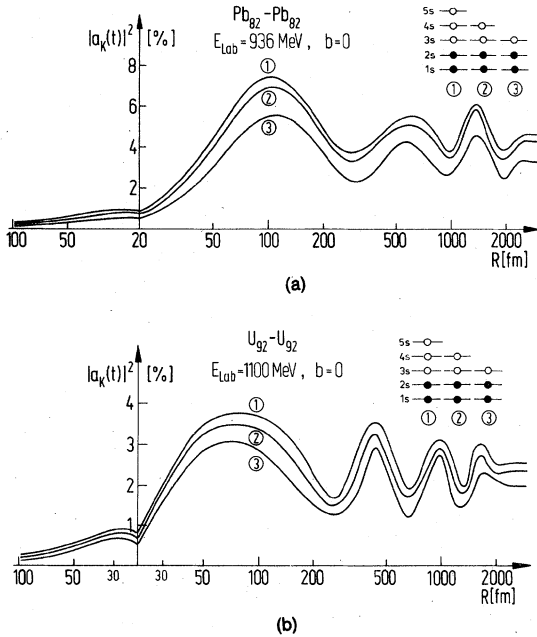 Pb₈₂-Pb₈₂
E_Lab = 936 MeV , b=0
|a_K(t)|² [%]
5s
4s
3s
2s
1s
① ② ③
8
6
4
2
①
②
③
100 50 20 50 100 200 500 1000 2000
R[fm]
(a)
U₉₂-U₉₂
E_Lab = 1100 MeV , b=0
|a_K(t)|² [%]
5s
4s
3s
2s
1s
① ② ③
4
3
2
1
①
②
③
100 50 30 30 50 100 200 500 1000 2000
R[fm]
(b)